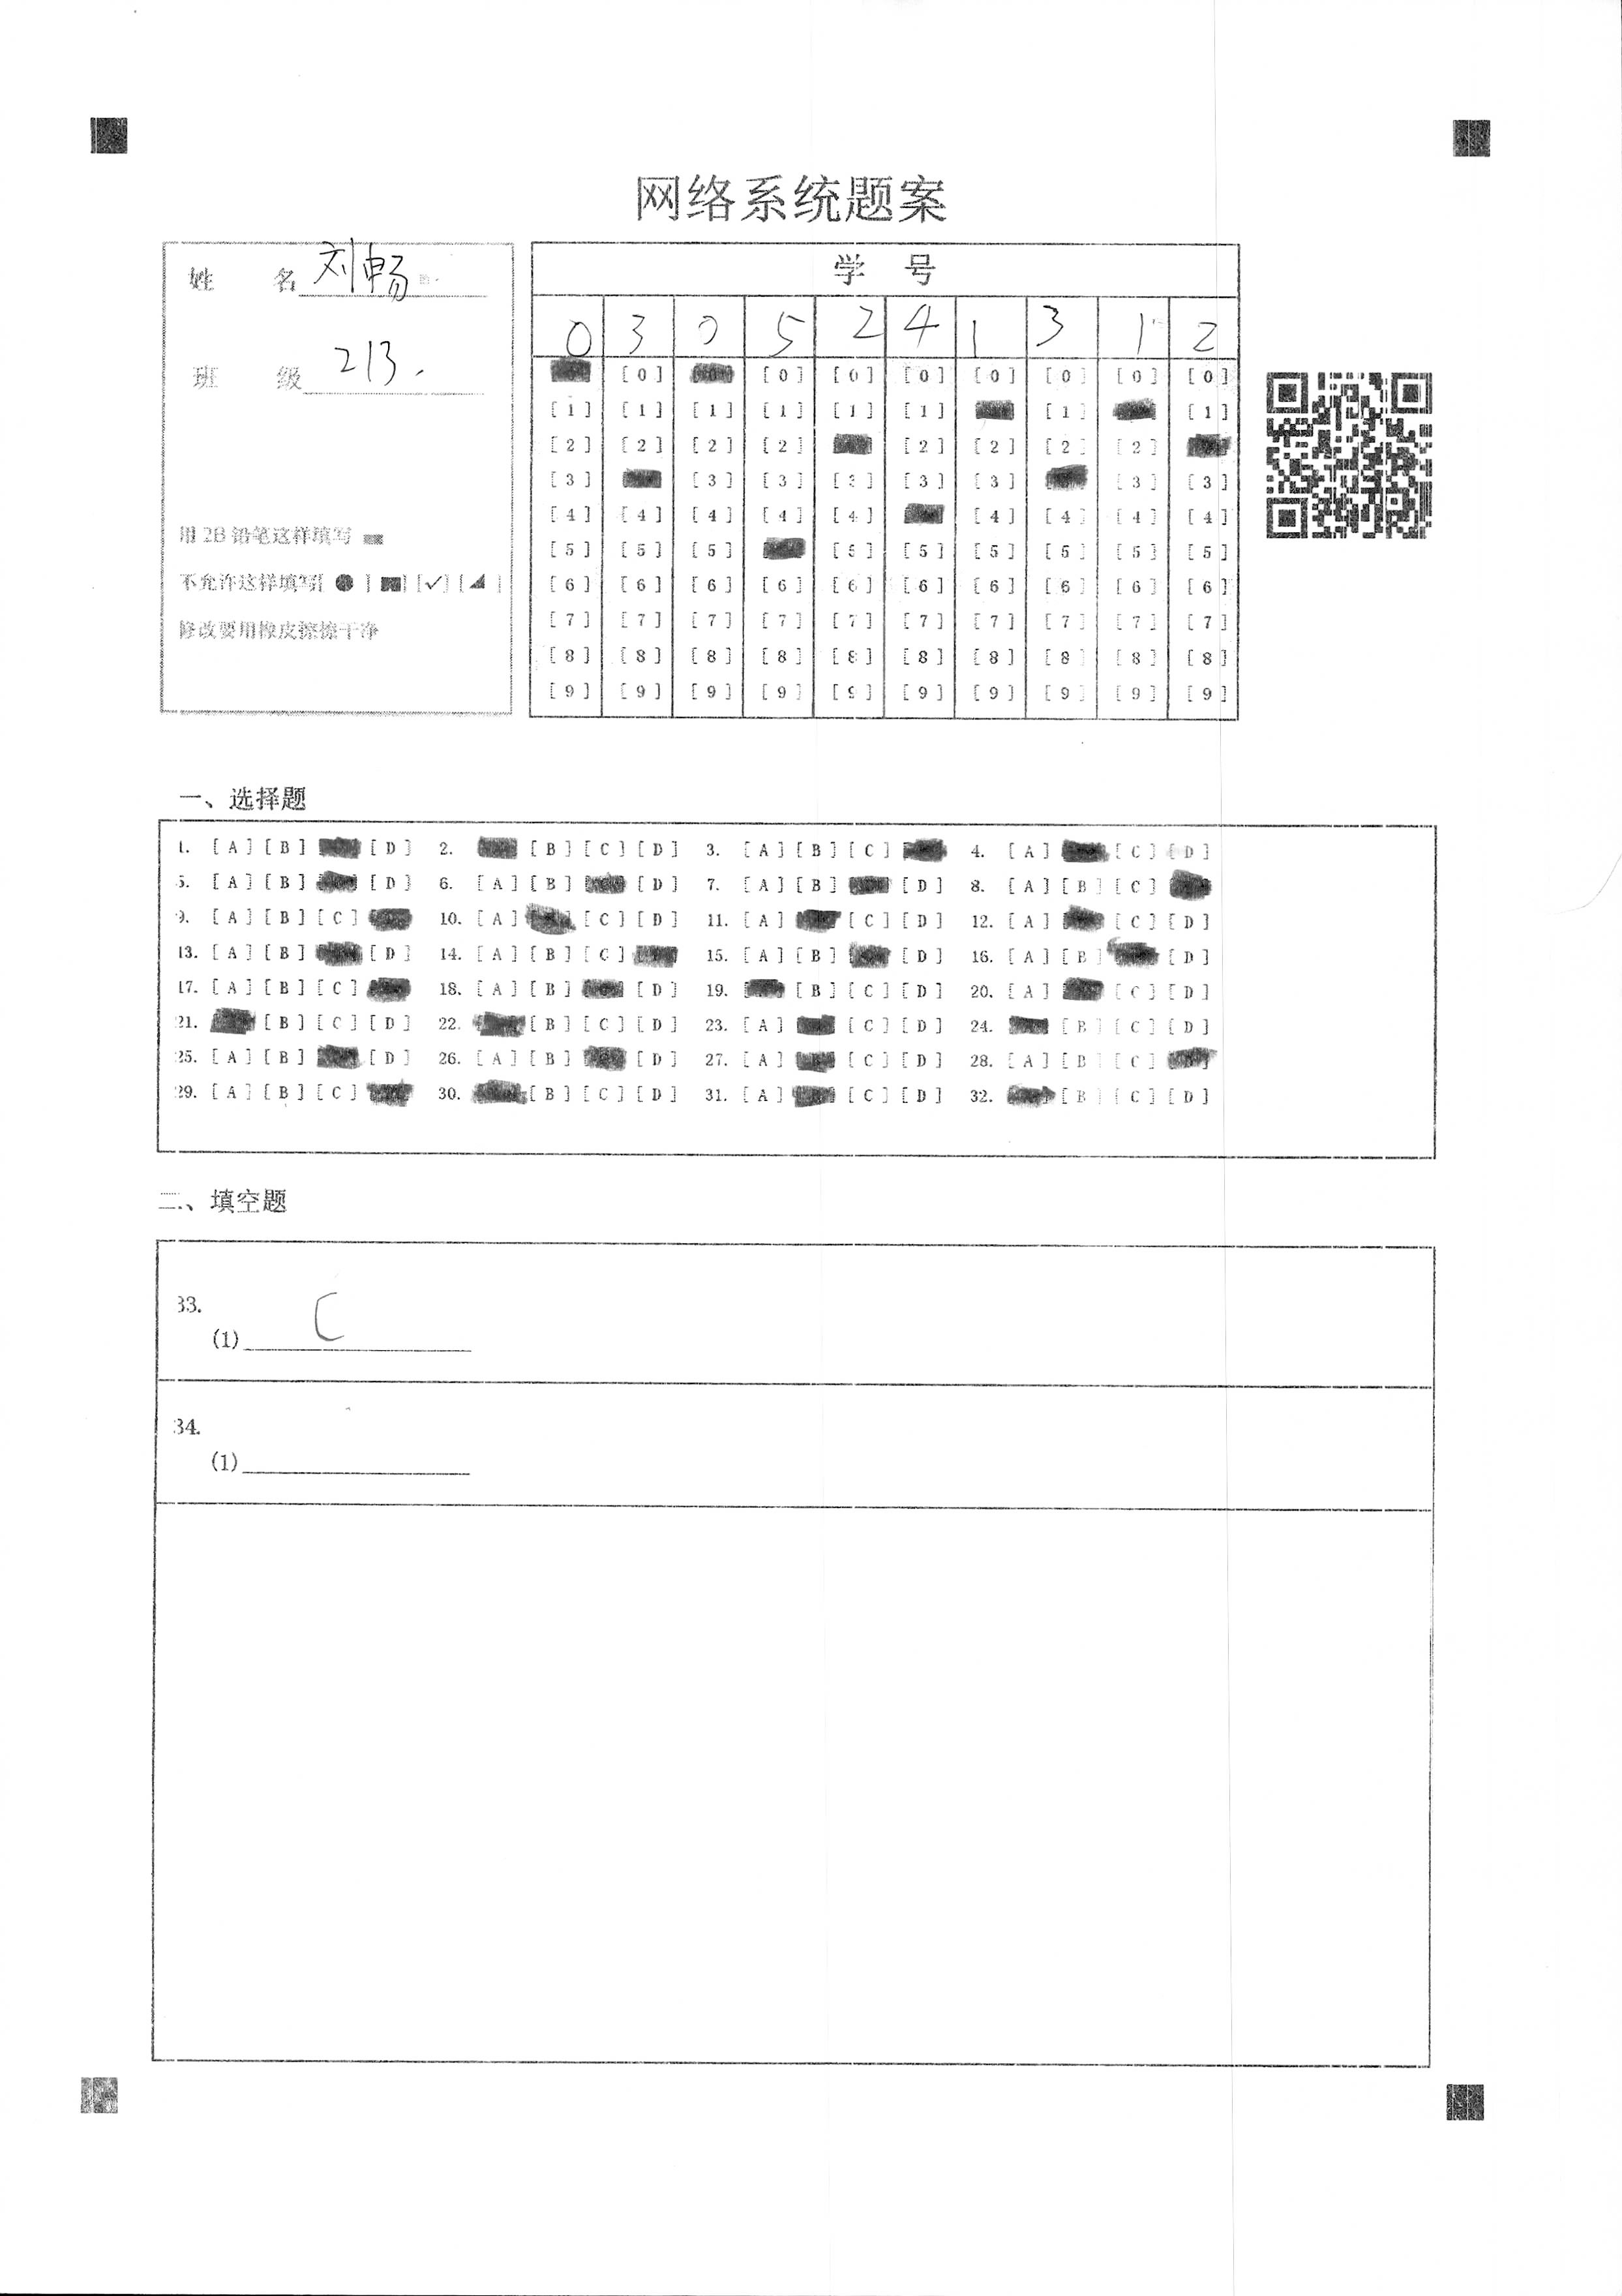 网络系统题案
姓 名 刘畅
班 级 213.
用 2B 铅笔这样填写
不允许这样填写[ ● ] [■] [✓] [◢ ]
修改要用橡皮擦擦干净
学 号
0 3 0 5 2 4 1 3 1 2
[0] [0] [0] [0] [0] [0] [0] [0]
[1] [1] [1] [1] [1] [1] [1] [1]
[2] [2] [2] [2] [2] [2] [2] [2]
[3] [3] [3] [3] [3] [3] [3] [3]
[4] [4] [4] [4] [4] [4] [4] [4] [4]
[5] [5] [5] [5] [5] [5] [5] [5] [5]
[6] [6] [6] [6] [6] [6] [6] [6] [6] [6]
[7] [7] [7] [7] [7] [7] [7] [7] [7] [7]
[8] [8] [8] [8] [8] [8] [8] [8] [8] [8]
[9] [9] [9] [9] [9] [9] [9] [9] [9] [9]
一、选择题
1. [A] [B] [D] 2. [B] [C] [D] 3. [A] [B] [C] 4. [A] [C] [D]
5. [A] [B] [D] 6. [A] [B] [D] 7. [A] [B] [D] 8. [A] [B] [C]
9. [A] [B] [C] 10. [A] [C] [D] 11. [A] [C] [D] 12. [A] [C] [D]
13. [A] [B] [D] 14. [A] [B] [C] 15. [A] [B] [D] 16. [A] [B] [D]
17. [A] [B] [C] 18. [A] [B] [D] 19. [B] [C] [D] 20. [A] [C] [D]
21. [B] [C] [D] 22. [B] [C] [D] 23. [A] [C] [D] 24. [B] [C] [D]
25. [A] [B] [D] 26. [A] [B] [D] 27. [A] [C] [D] 28. [A] [B] [C]
29. [A] [B] [C] 30. [B] [C] [D] 31. [A] [C] [D] 32. [B] [C] [D]
二、填空题
33.
(1) C
34.
(1)